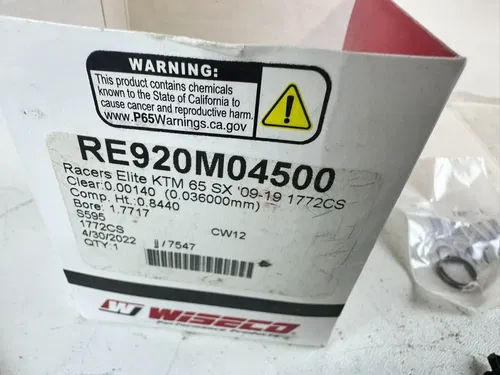 WARNING:
This product contains chemicals
known to the State of California to
cause cancer and reproductive harm.
www.P65Warnings.ca.gov
RE920M04500
Racers Elite KTM 65 SX '09-19 1772CS
Clear:0.00140 (0.036000mm)
Comp. Ht.:0.8440
Bore: 1.7717
S595 CW12
1772CS
4/30/2022 / 7547
QTY:1
W WISECO